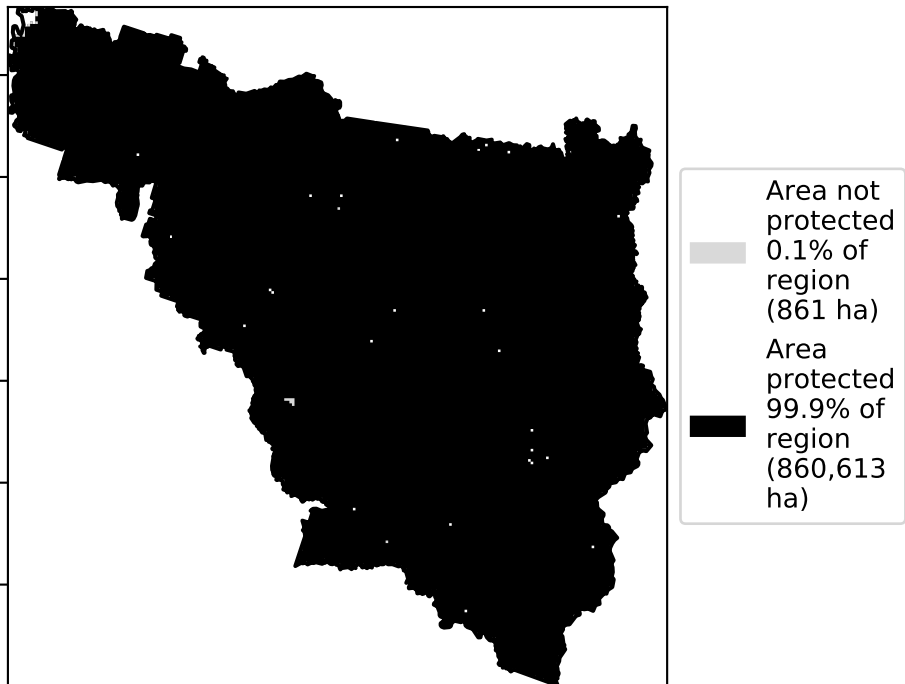 Area not
protected
0.1% of
region
(861 ha)
Area
protected
99.9% of
region
(860,613
ha)